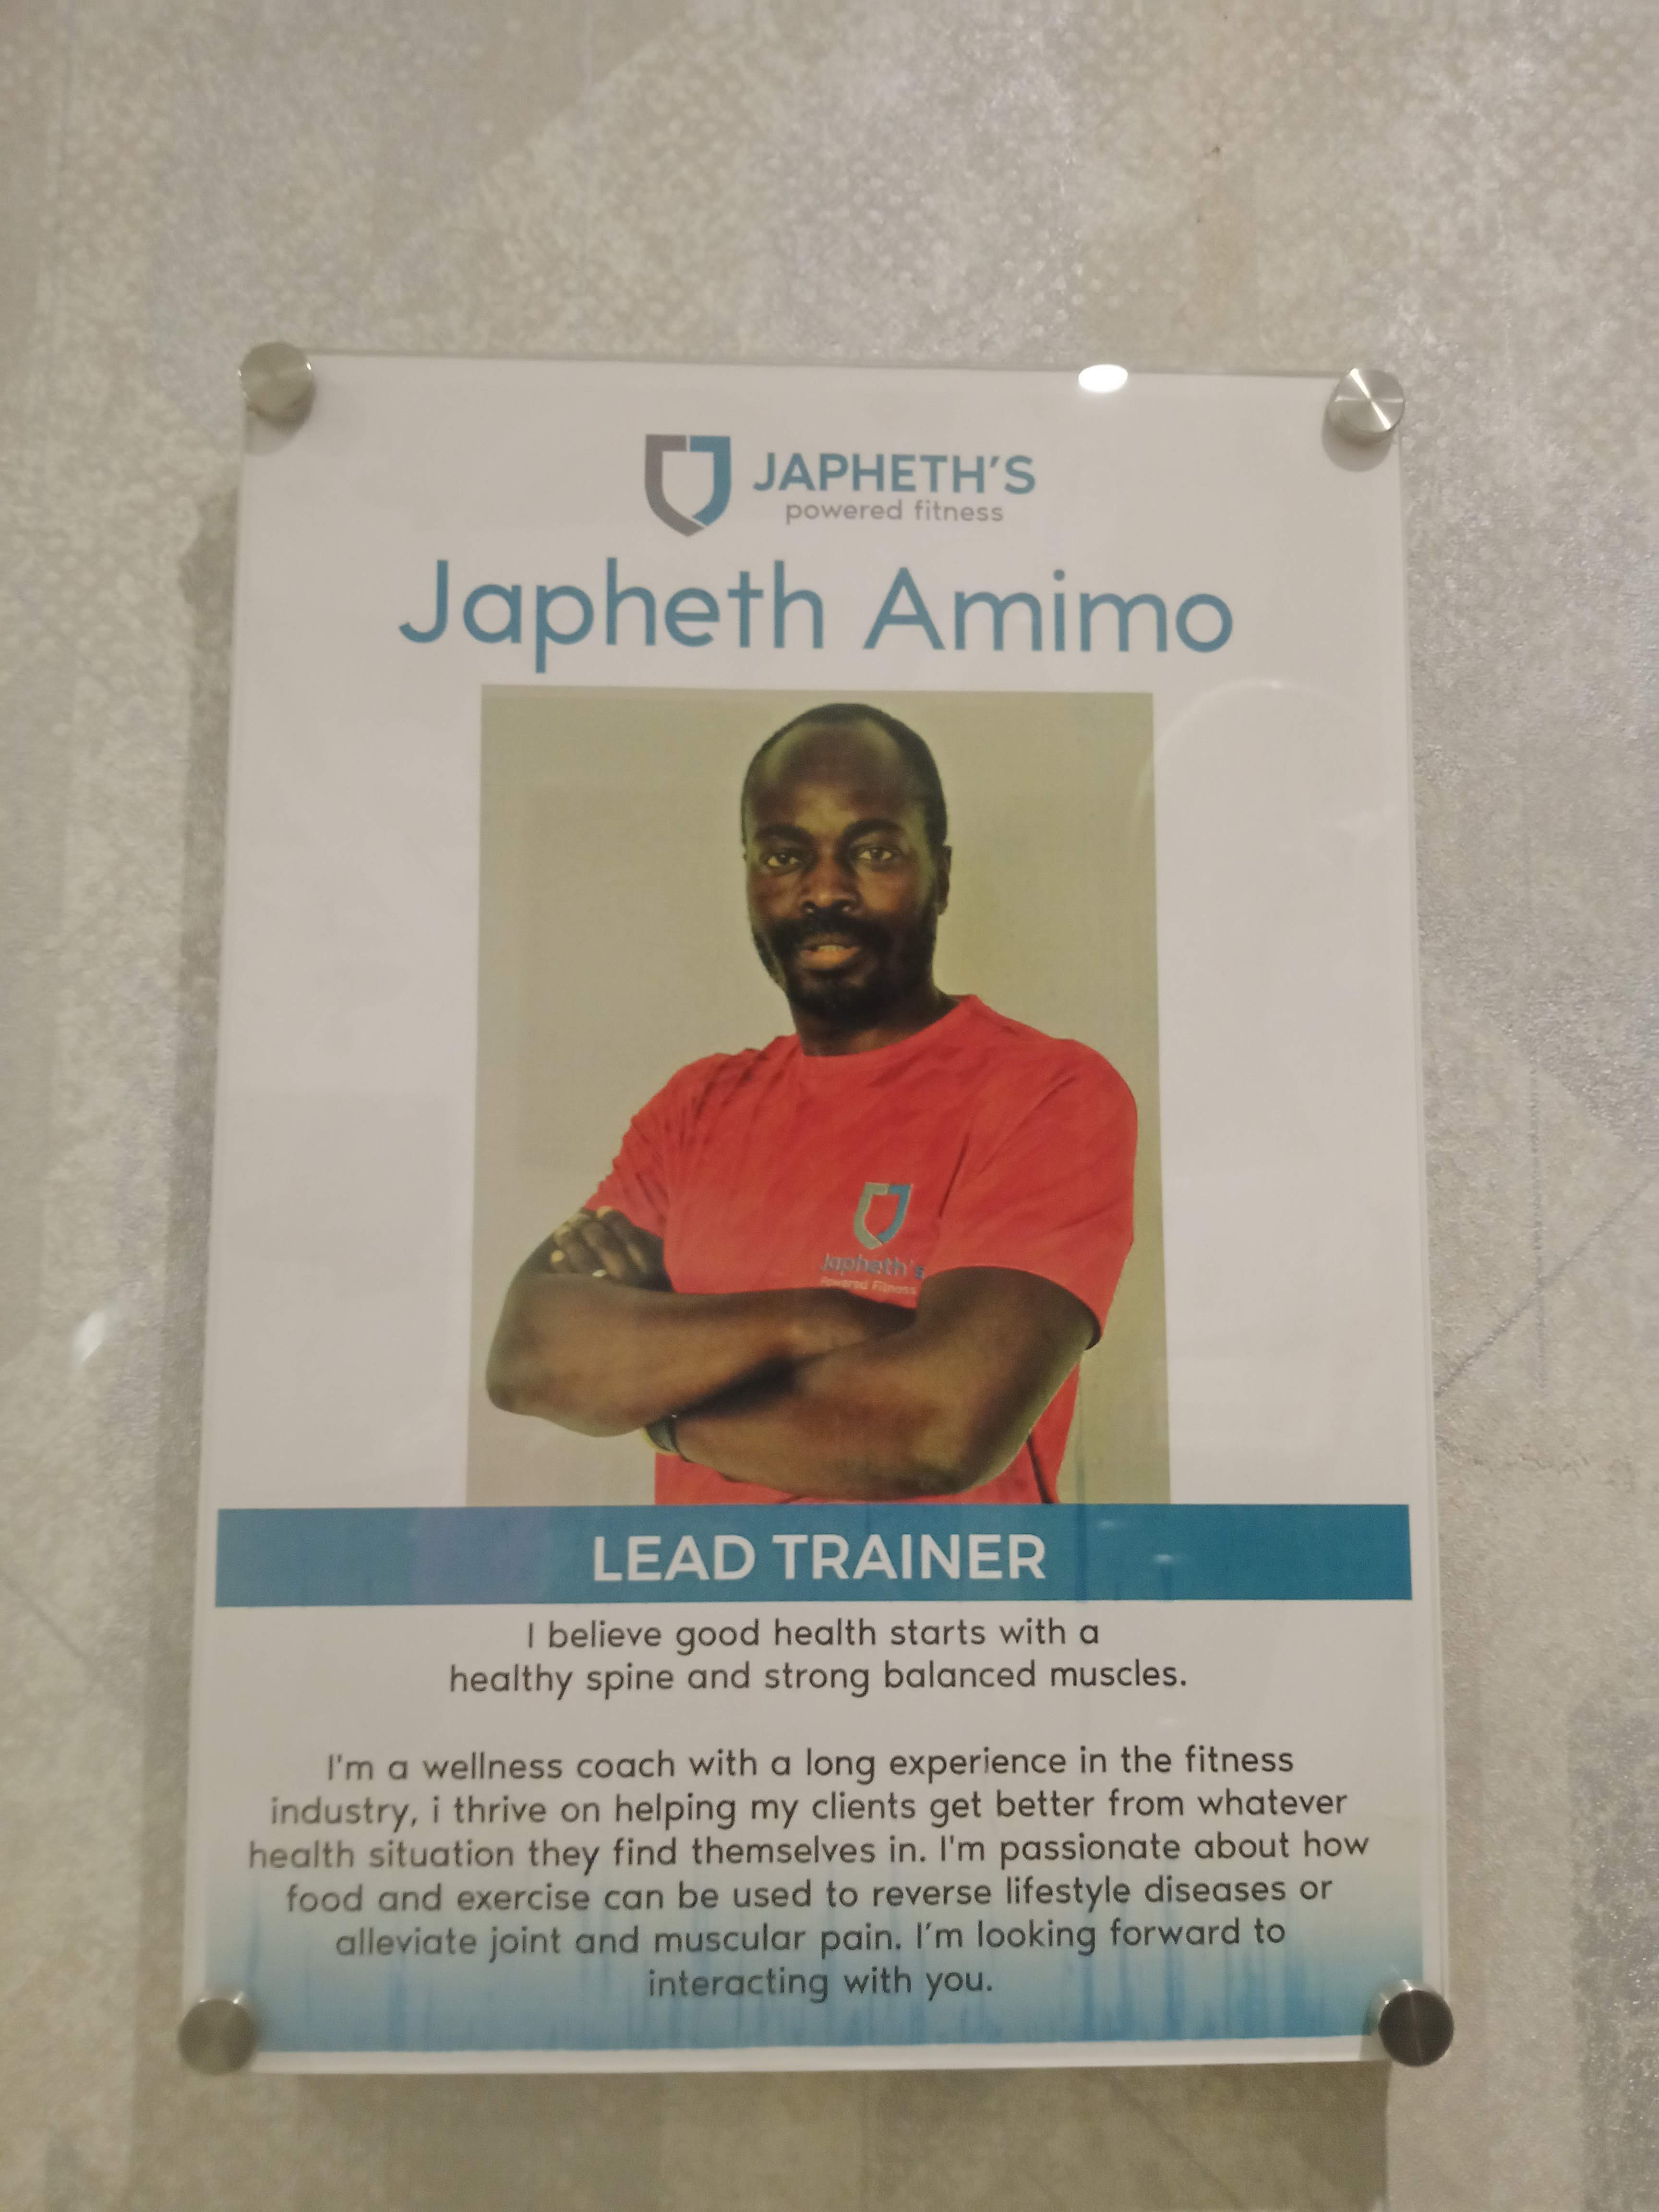 JAPHETH'S
powered fitness
Japheth Amimo
Japheth's
Powered Fitness
LEAD TRAINER
I believe good health starts with a
healthy spine and strong balanced muscles.
I'm a wellness coach with a long experience in the fitness
industry, i thrive on helping my clients get better from whatever
health situation they find themselves in. I'm passionate about how
food and exercise can be used to reverse lifestyle diseases or
alleviate joint and muscular pain. I'm looking forward to
interacting with you.